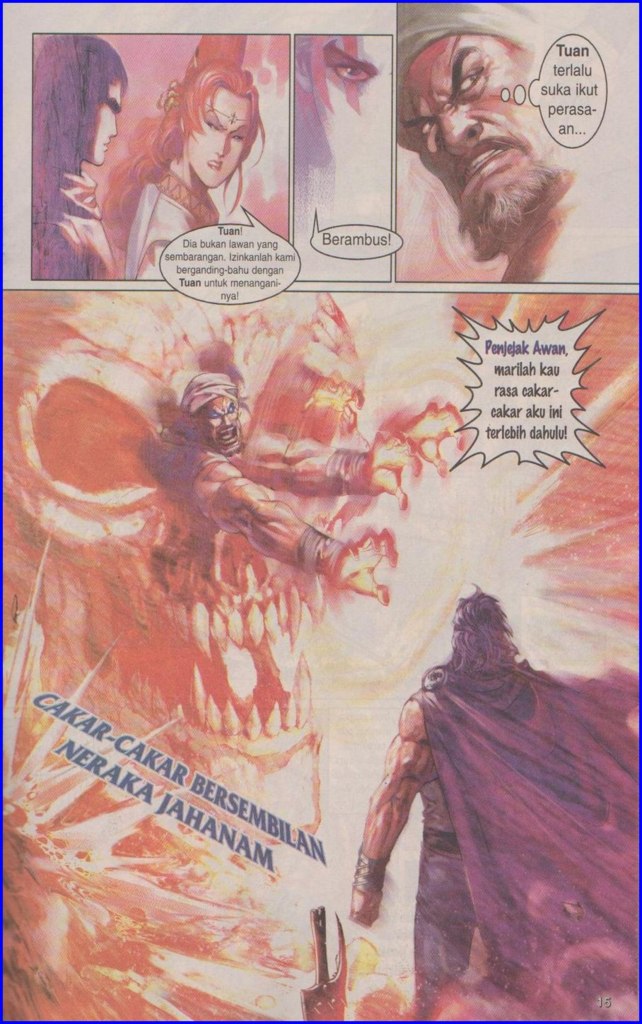 Tuan!
Dia bukan lawan yang
sembarangan. Izinkanlah kami
berganding-bahu dengan
Tuan untuk menangani-
nya!
Berambus!
Tuan
terlalu
suka ikut
perasa-
an...
Penjejak Awan,
marilah kau
rasa cakar-
cakar aku ini
terlebih dahulu!
CAKAR-CAKAR BERSEMBILAN
NERAKA JAHANAM
15